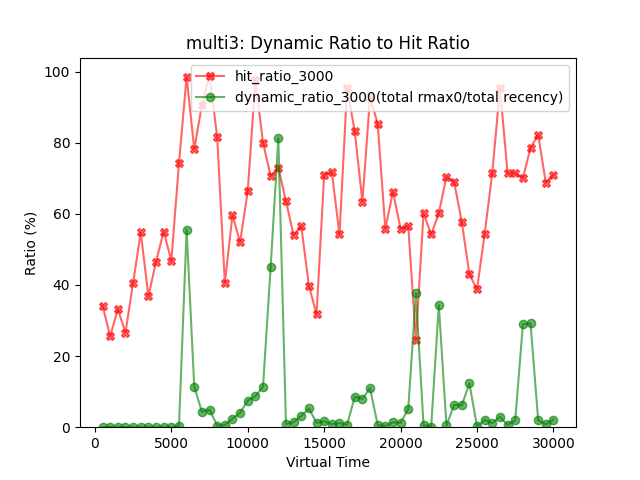 multi3: Dynamic Ratio to Hit Ratio
hit_ratio_3000
dynamic_ratio_3000(total rmax0/total recency)
Ratio (%)
100
80
60
40
20
0
0 5000 10000 15000 20000 25000 30000
Virtual Time